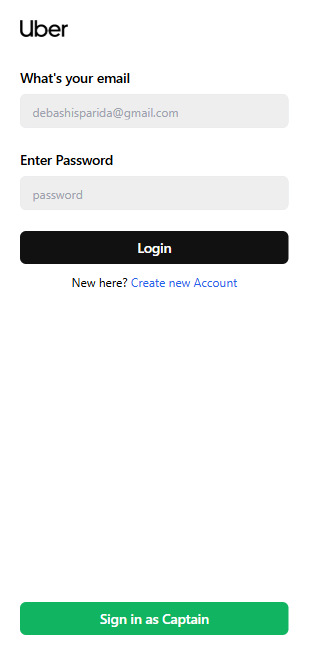 Uber
What's your email
debashisparida@gmail.com
Enter Password
password
Login
New here? Create new Account
Sign in as Captain